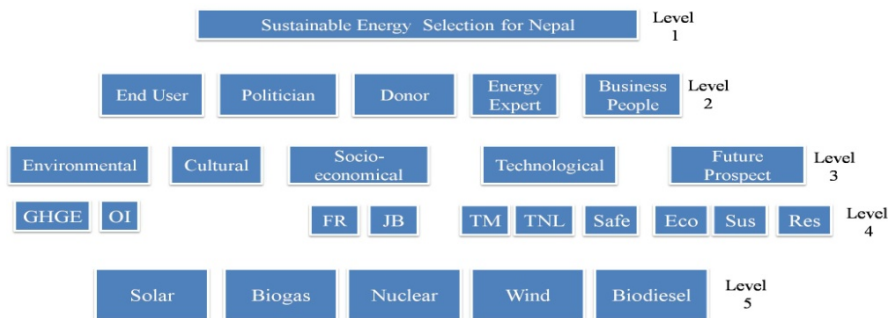 Sustainable Energy Selection for Nepal
Level
1
End User
Politician
Donor
Energy
Expert
Business
People
Level
2
Environmental
Cultural
Socio-
economical
Technological
Future
Prospect
Level
3
GHGE
OI
FR
JB
TM
TNL
Safe
Eco
Sus
Res
Level
4
Solar
Biogas
Nuclear
Wind
Biodiesel
Level
5